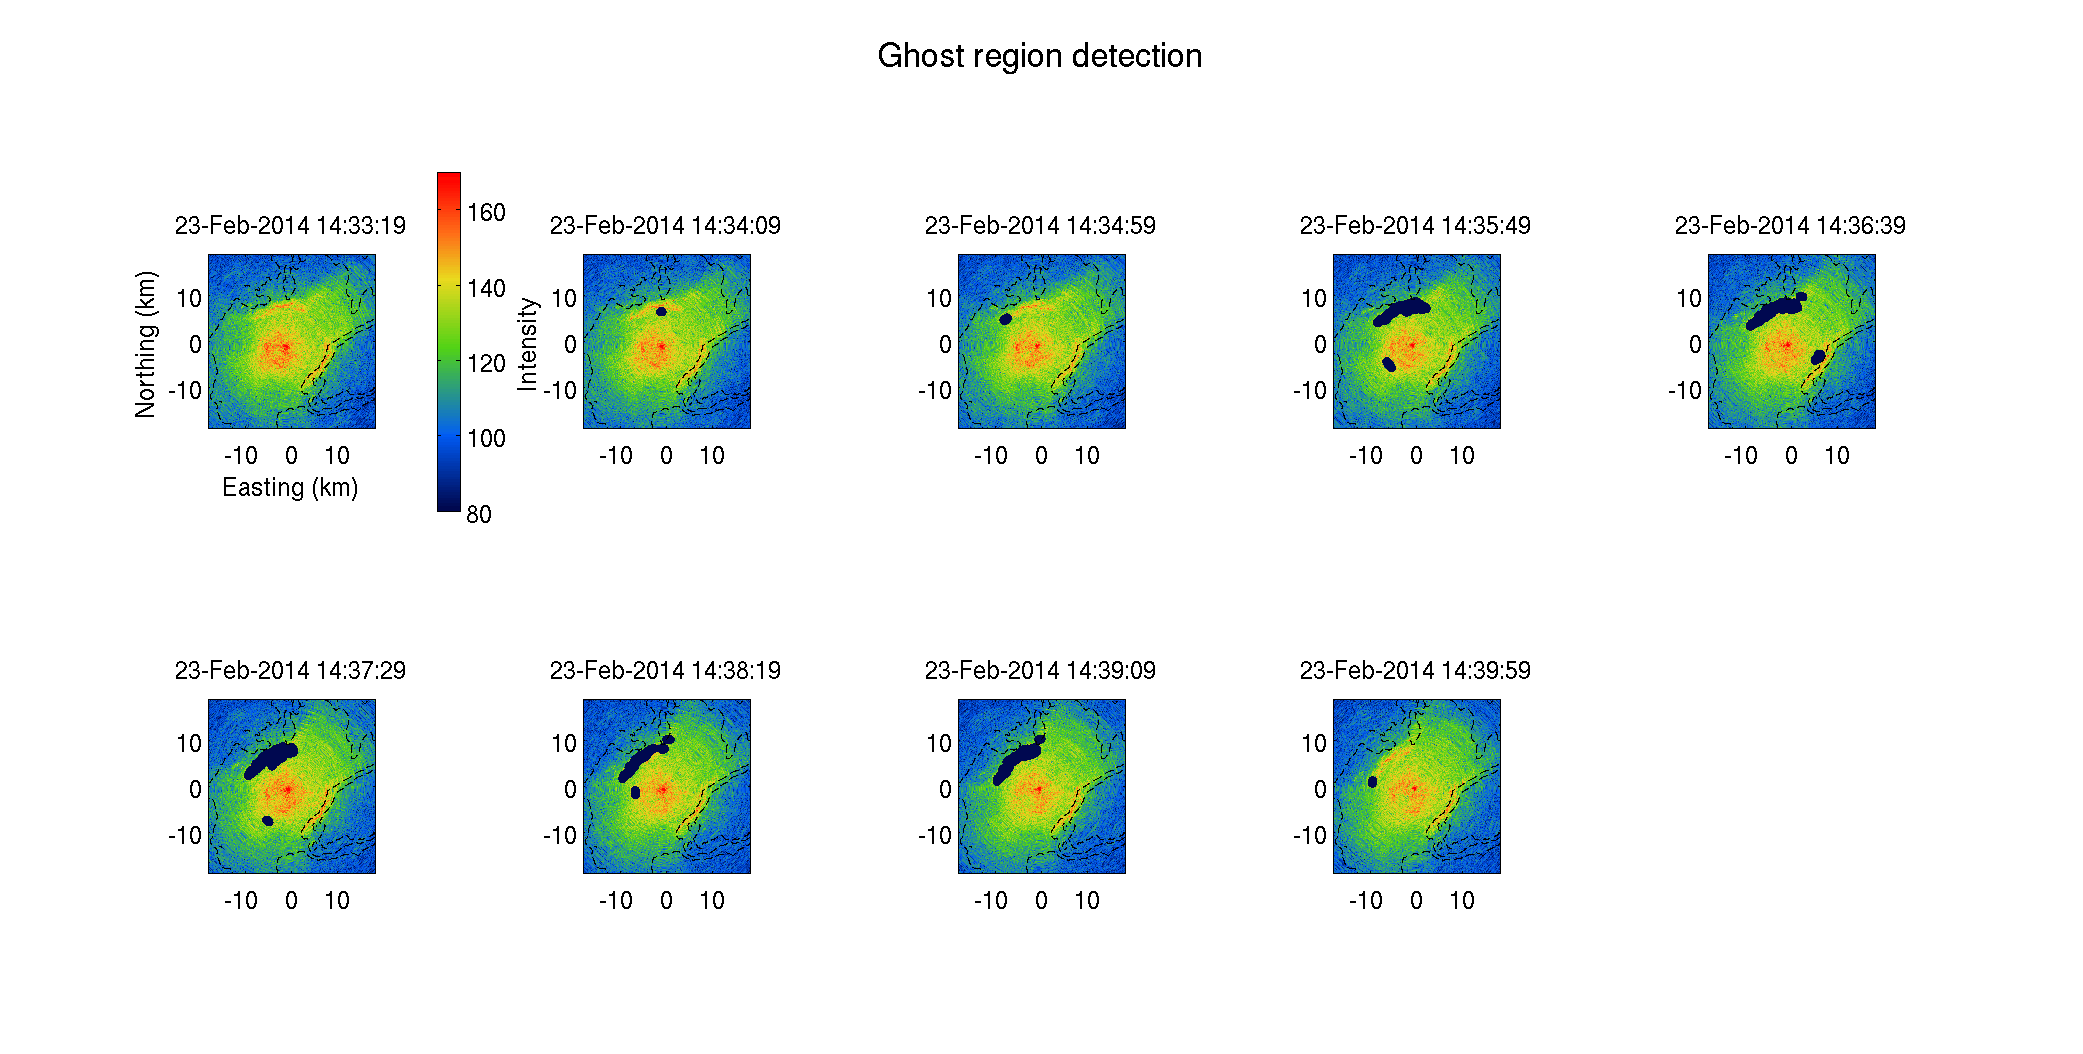 Ghost region detection
23-Feb-2014 14:33:19
Northing (km)
10
0
-10
-10 0 10
Easting (km)
160
140
120
100
80
Intensity
23-Feb-2014 14:34:09
10
0
-10
-10 0 10
23-Feb-2014 14:34:59
10
0
-10
-10 0 10
23-Feb-2014 14:35:49
10
0
-10
-10 0 10
23-Feb-2014 14:36:39
10
0
-10
-10 0 10
23-Feb-2014 14:37:29
10
0
-10
-10 0 10
23-Feb-2014 14:38:19
10
0
-10
-10 0 10
23-Feb-2014 14:39:09
10
0
-10
-10 0 10
23-Feb-2014 14:39:59
10
0
-10
-10 0 10